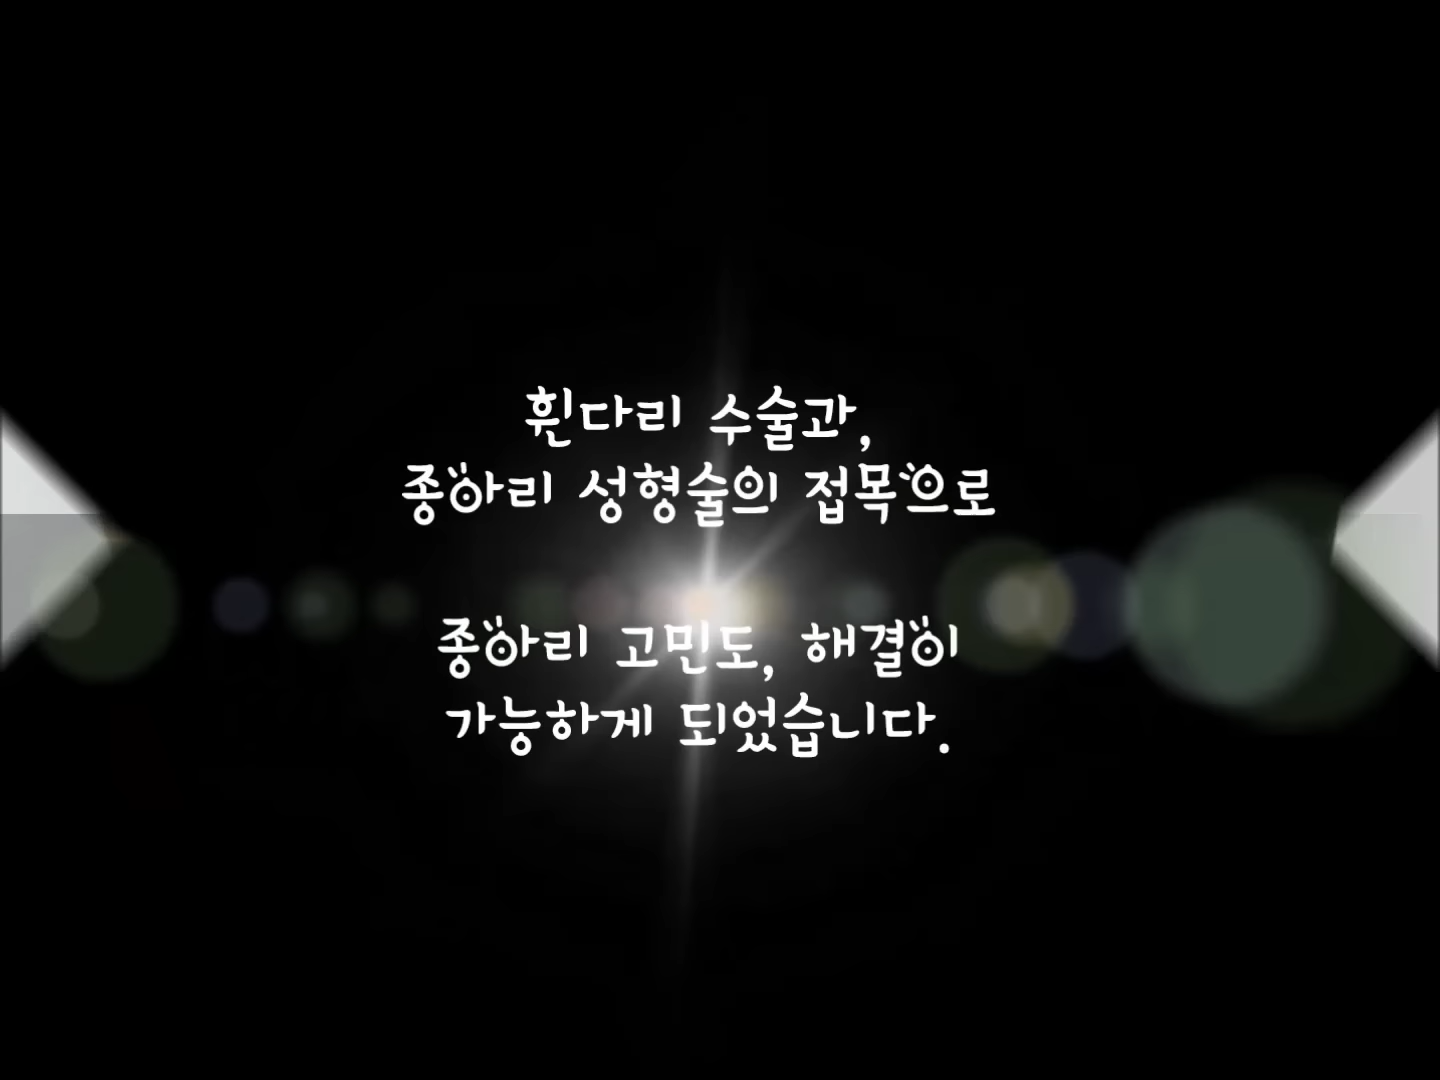 휜다리 수술과,
종아리 성형술의 접목으로
종아리 고민도, 해결이
가능하게 되었습니다.